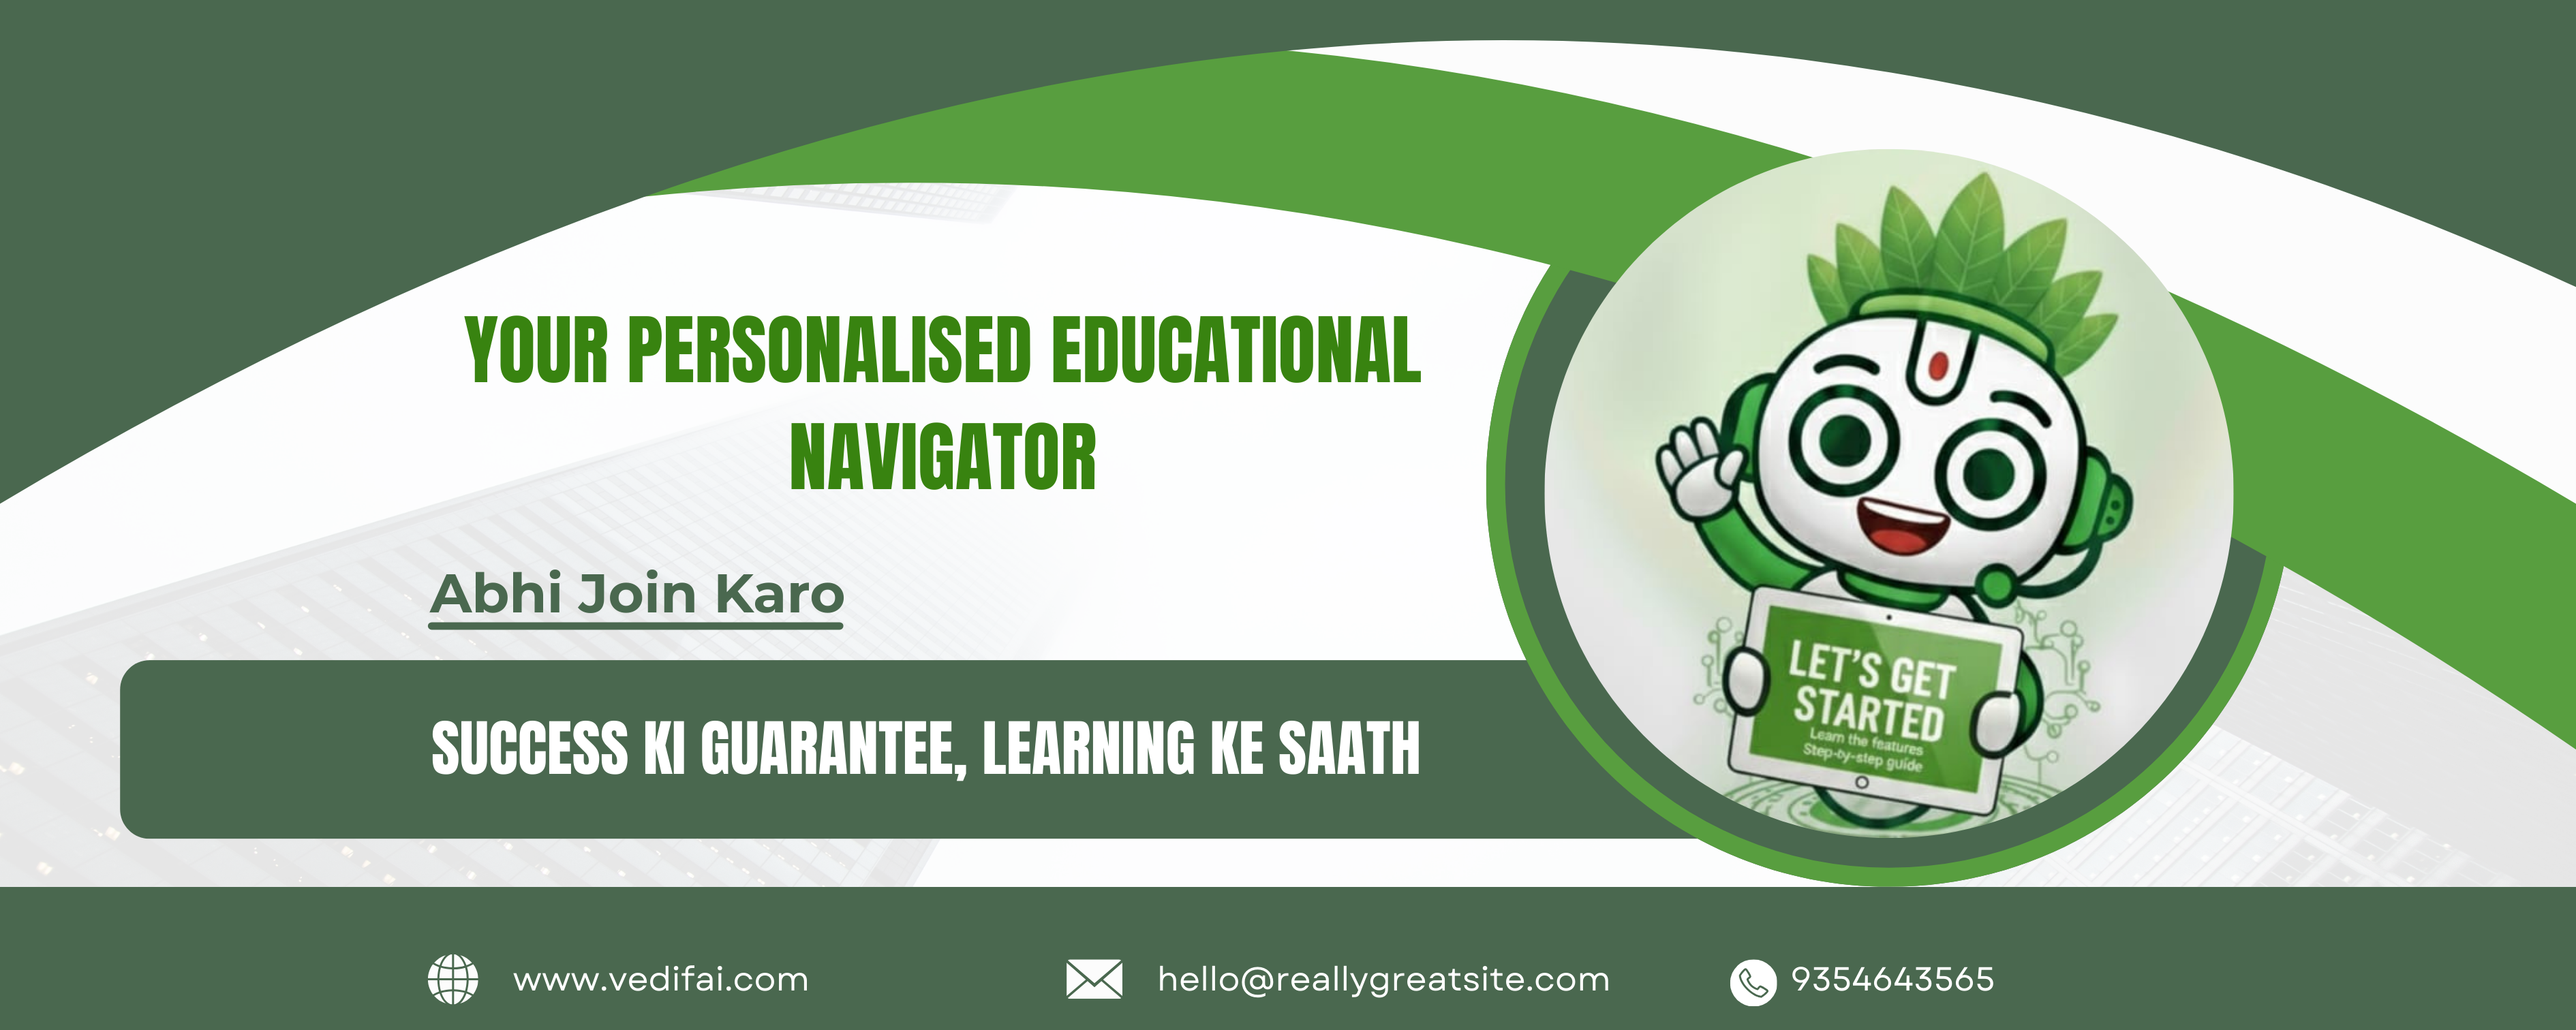 YOUR PERSONALISED EDUCATIONAL
NAVIGATOR
Abhi Join Karo
SUCCESS KI GUARANTEE, LEARNING KE SAATH
LET'S GET
STARTED
Learn the features
Step-by-step guide
www.vedifai.com
hello@reallygreatsite.com
9354643565